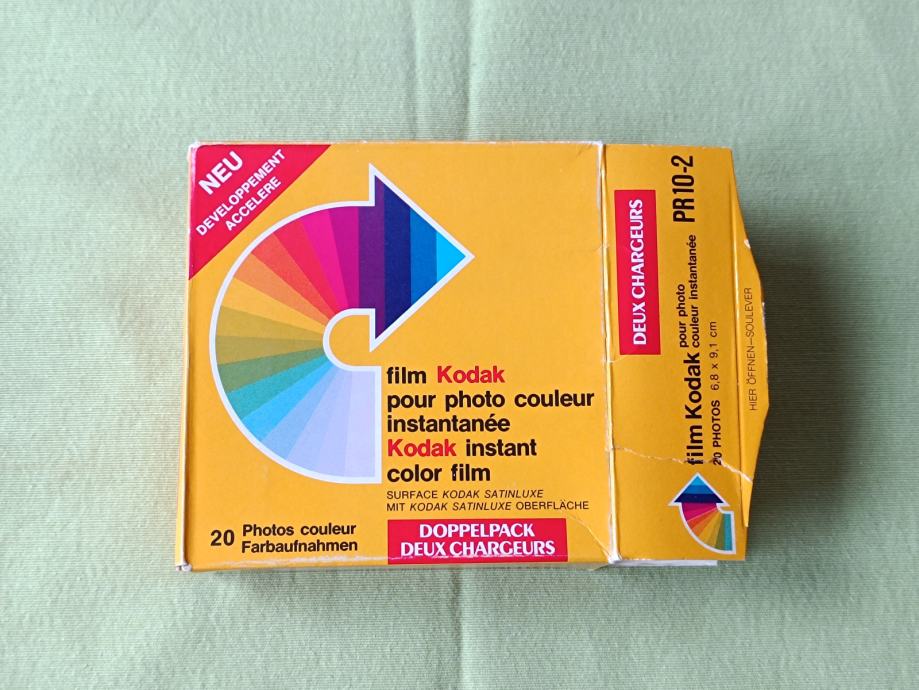 NEU
DEVELOPPEMENT
ACCELERE
film Kodak
pour photo couleur
instantanée
Kodak instant
color film
SURFACE KODAK SATINLUXE
MIT KODAK SATINLUXE OBERFLÄCHE
20 Photos couleur
Farbaufnahmen
DOPPELPACK
DEUX CHARGEURS
DEUX CHARGEURS
film Kodak pour photo couleur instantanée PR10-2
20 PHOTOS 6,8 x 9,1 cm
HIER ÖFFNEN–SOULEVER